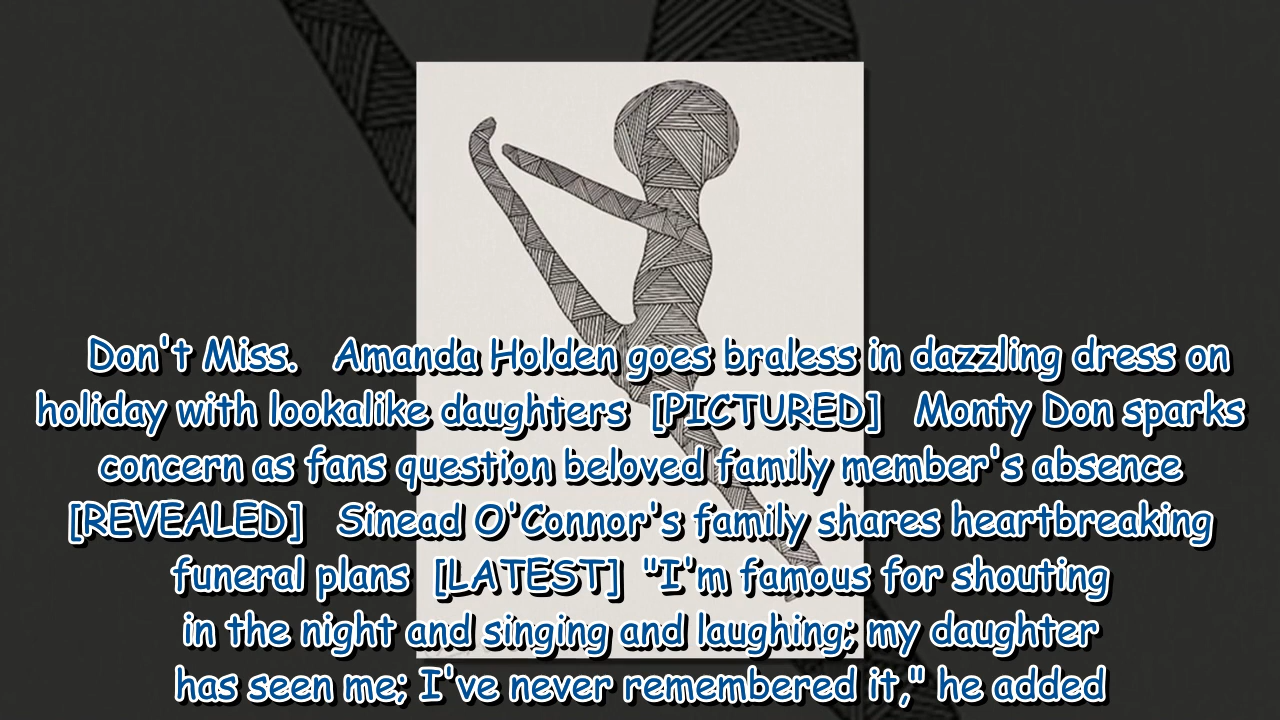 Don't Miss. Amanda Holden goes braless in dazzling dress on
holiday with lookalike daughters [PICTURED] Monty Don sparks
concern as fans question beloved family member's absence
[REVEALED] Sinead O'Connor's family shares heartbreaking
funeral plans [LATEST] "I'm famous for shouting
in the night and singing and laughing; my daughter
has seen me; I've never remembered it," he added